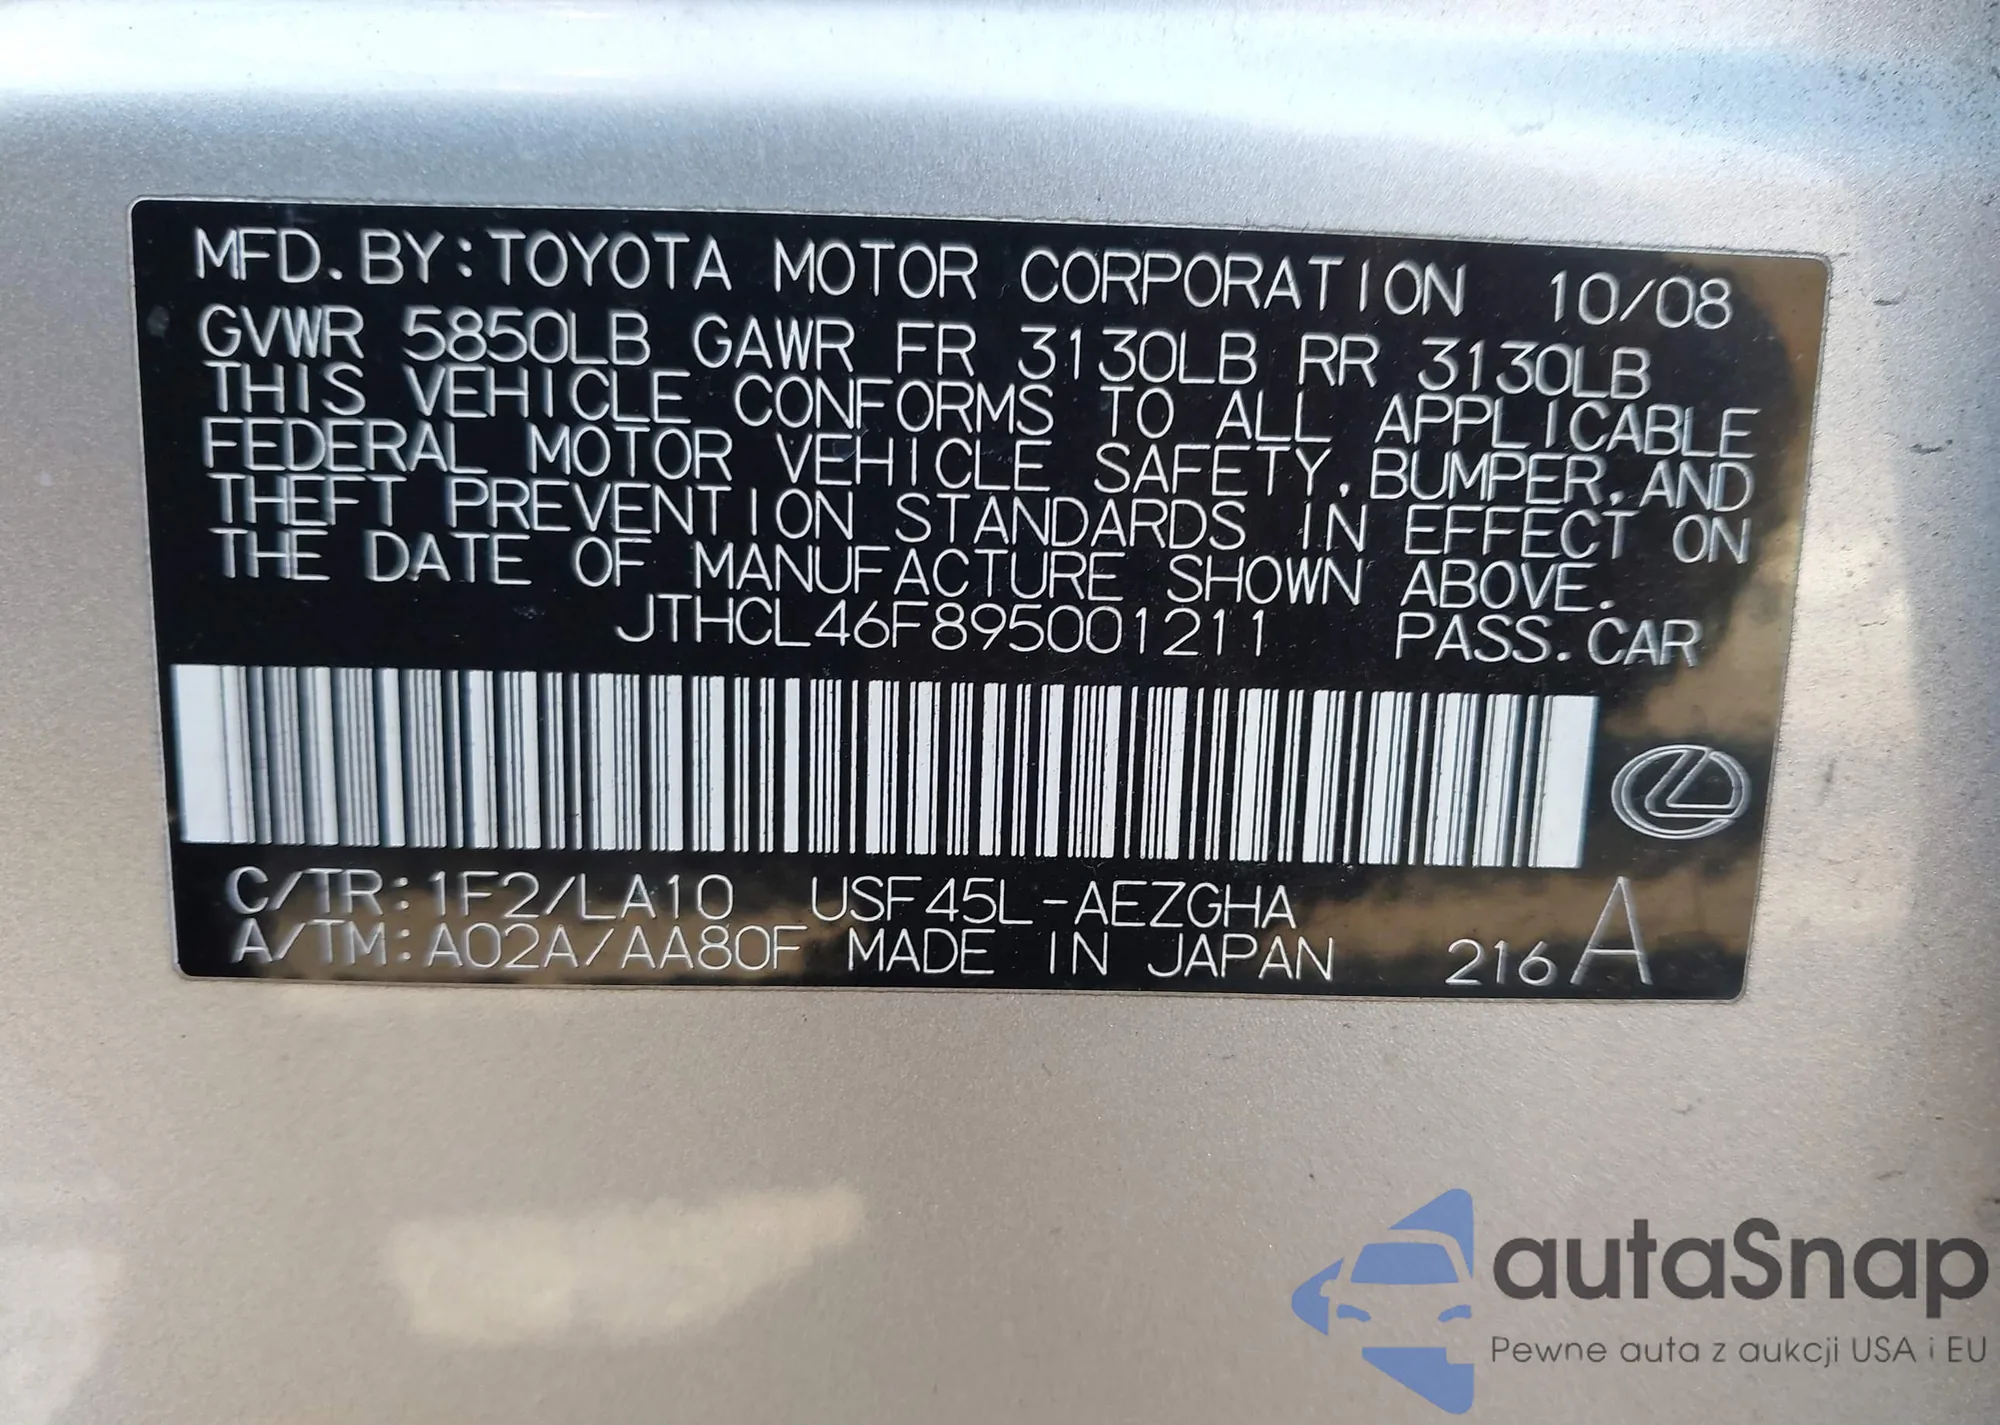 MFD. BY: TOYOTA MOTOR CORPORATION 10/08
GVWR 5850LB GAWR FR 3130LB RR 3130LB
THIS VEHICLE CONFORMS TO ALL APPLICABLE
FEDERAL MOTOR VEHICLE SAFETY, BUMPER, AND
THEFT PREVENTION STANDARDS IN EFFECT ON
THE DATE OF MANUFACTURE SHOWN ABOVE.
JTHCL46F895001211 PASS. CAR
C/TR: 1F2/LA10 USF45L-AEZGHA
A/TM: A02A/AA80F MADE IN JAPAN 216 A
autaSnap
Pewne auta z aukcji USA i EU